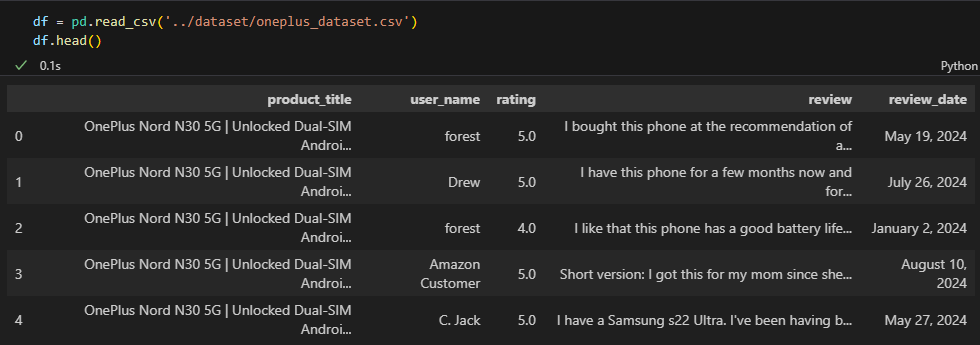 df = pd.read_csv('../dataset/oneplus_dataset.csv')
df.head()
0.1s
Python
product_title user_name rating review review_date
0 OnePlus Nord N30 5G | Unlocked Dual-SIM Androi... forest 5.0 I bought this phone at the recommendation of a... May 19, 2024
1 OnePlus Nord N30 5G | Unlocked Dual-SIM Androi... Drew 5.0 I have this phone for a few months now and for... July 26, 2024
2 OnePlus Nord N30 5G | Unlocked Dual-SIM Androi... forest 4.0 I like that this phone has a good battery life... January 2, 2024
3 OnePlus Nord N30 5G | Unlocked Dual-SIM Androi... Amazon Customer 5.0 Short version: I got this for my mom since she... August 10, 2024
4 OnePlus Nord N30 5G | Unlocked Dual-SIM Androi... C. Jack 5.0 I have a Samsung s22 Ultra. I've been having b... May 27, 2024